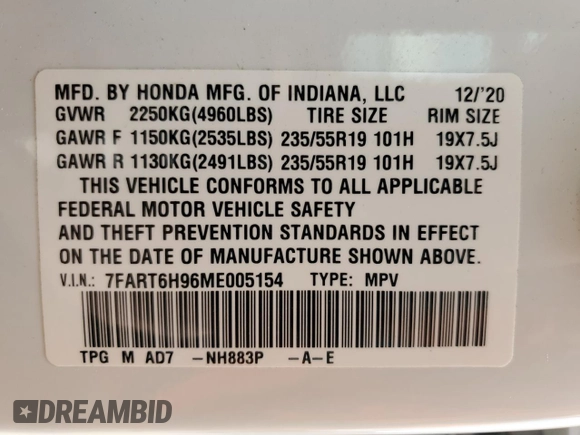 MFD. BY HONDA MFG. OF INDIANA, LLC 12/'20
GVWR 2250KG(4960LBS) TIRE SIZE RIM SIZE
GAWR F 1150KG(2535LBS) 235/55R19 101H 19X7.5J
GAWR R 1130KG(2491LBS) 235/55R19 101H 19X7.5J
THIS VEHICLE CONFORMS TO ALL APPLICABLE
FEDERAL MOTOR VEHICLE SAFETY
AND THEFT PREVENTION STANDARDS IN EFFECT
ON THE DATE OF MANUFACTURE SHOWN ABOVE.
V.I.N.: 7FART6H96ME005154 TYPE: MPV
TPG M AD7 -NH883P -A-E
DREAMBID